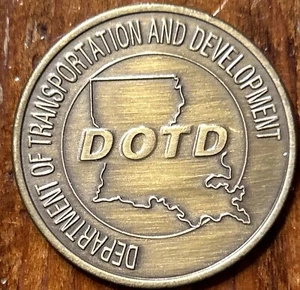 DEPARTMENT OF TRANSPORTATION AND DEVELOPMENT
DOTD